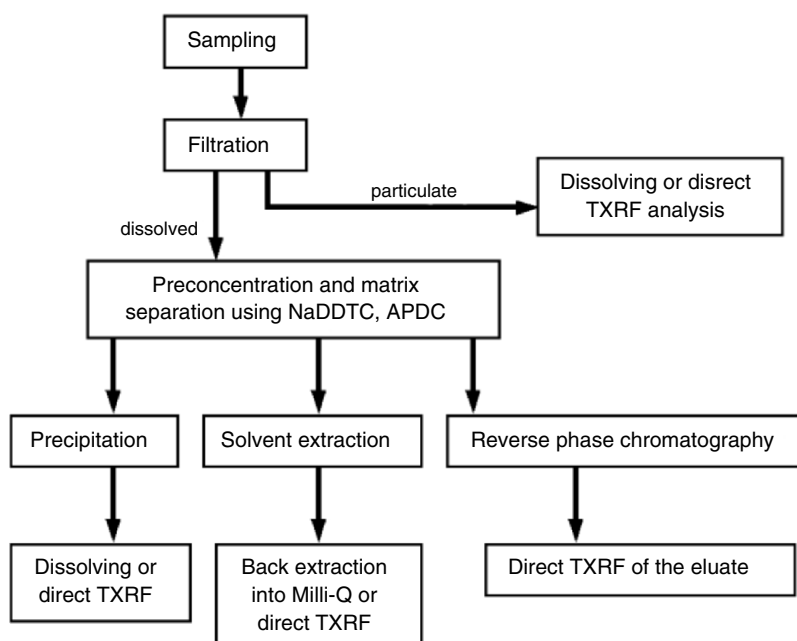 Sampling
Filtration
particulate
Dissolving or disrect
TXRF analysis
dissolved
Preconcentration and matrix
separation using NaDDTC, APDC
Precipitation
Solvent extraction
Reverse phase chromatography
Dissolving or
direct TXRF
Back extraction
into Milli-Q or
direct TXRF
Direct TXRF of the eluate